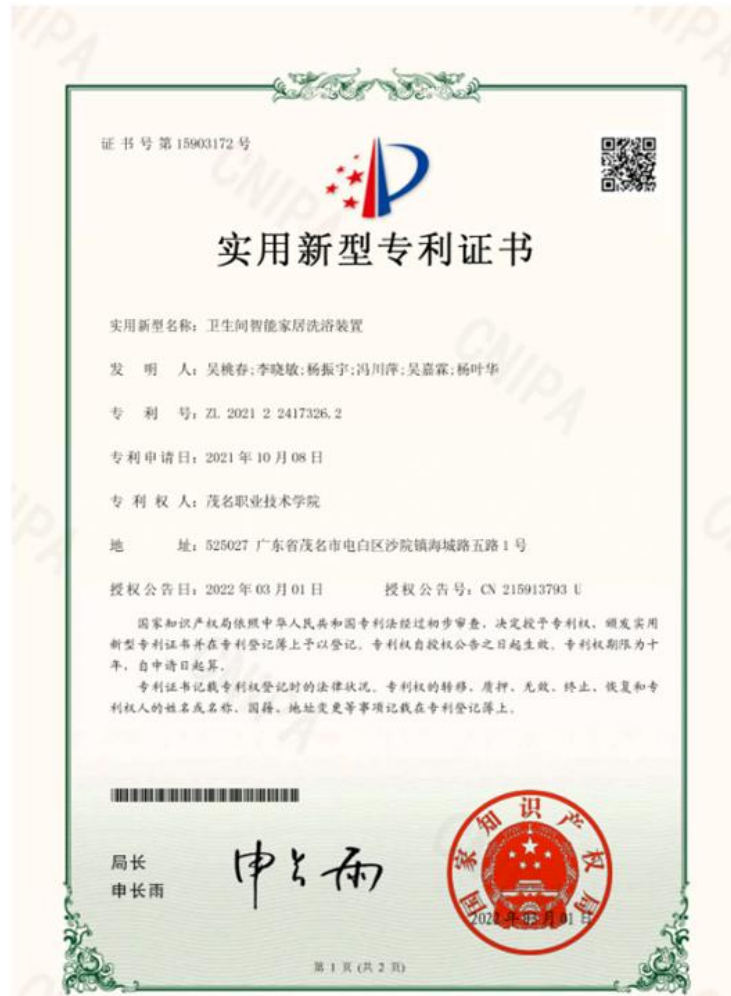 证书号第15903172号
实用新型专利证书
实用新型名称：卫生间智能家居洗浴装置
发 明 人：吴桃春;李晓敏;杨振宇;冯川萍;吴嘉霖;杨叶华
专 利 号：ZL 2021 2 2417326.2
专利申请日：2021年10月08日
专 利 权 人：茂名职业技术学院
地 址：525027 广东省茂名市电白区沙院镇海城路五路1号
授权公告日：2022年03月01日 授权公告号：CN 215913793 U
国家知识产权局依照中华人民共和国专利法经过初步审查，决定授予专利权，颁发实用
新型专利证书并在专利登记簿上予以登记。专利权自授权公告之日起生效。专利权期限为十
年，自申请日起算。
专利证书记载专利权登记时的法律状况。专利权的转移、质押、无效、终止、恢复和专
利权人的姓名或名称、国籍、地址变更等事项记载在专利登记簿上。
局长
申长雨
申长雨
国家知识产权局
2022年03月01日
第 1 页 (共 2 页)
CNIPA